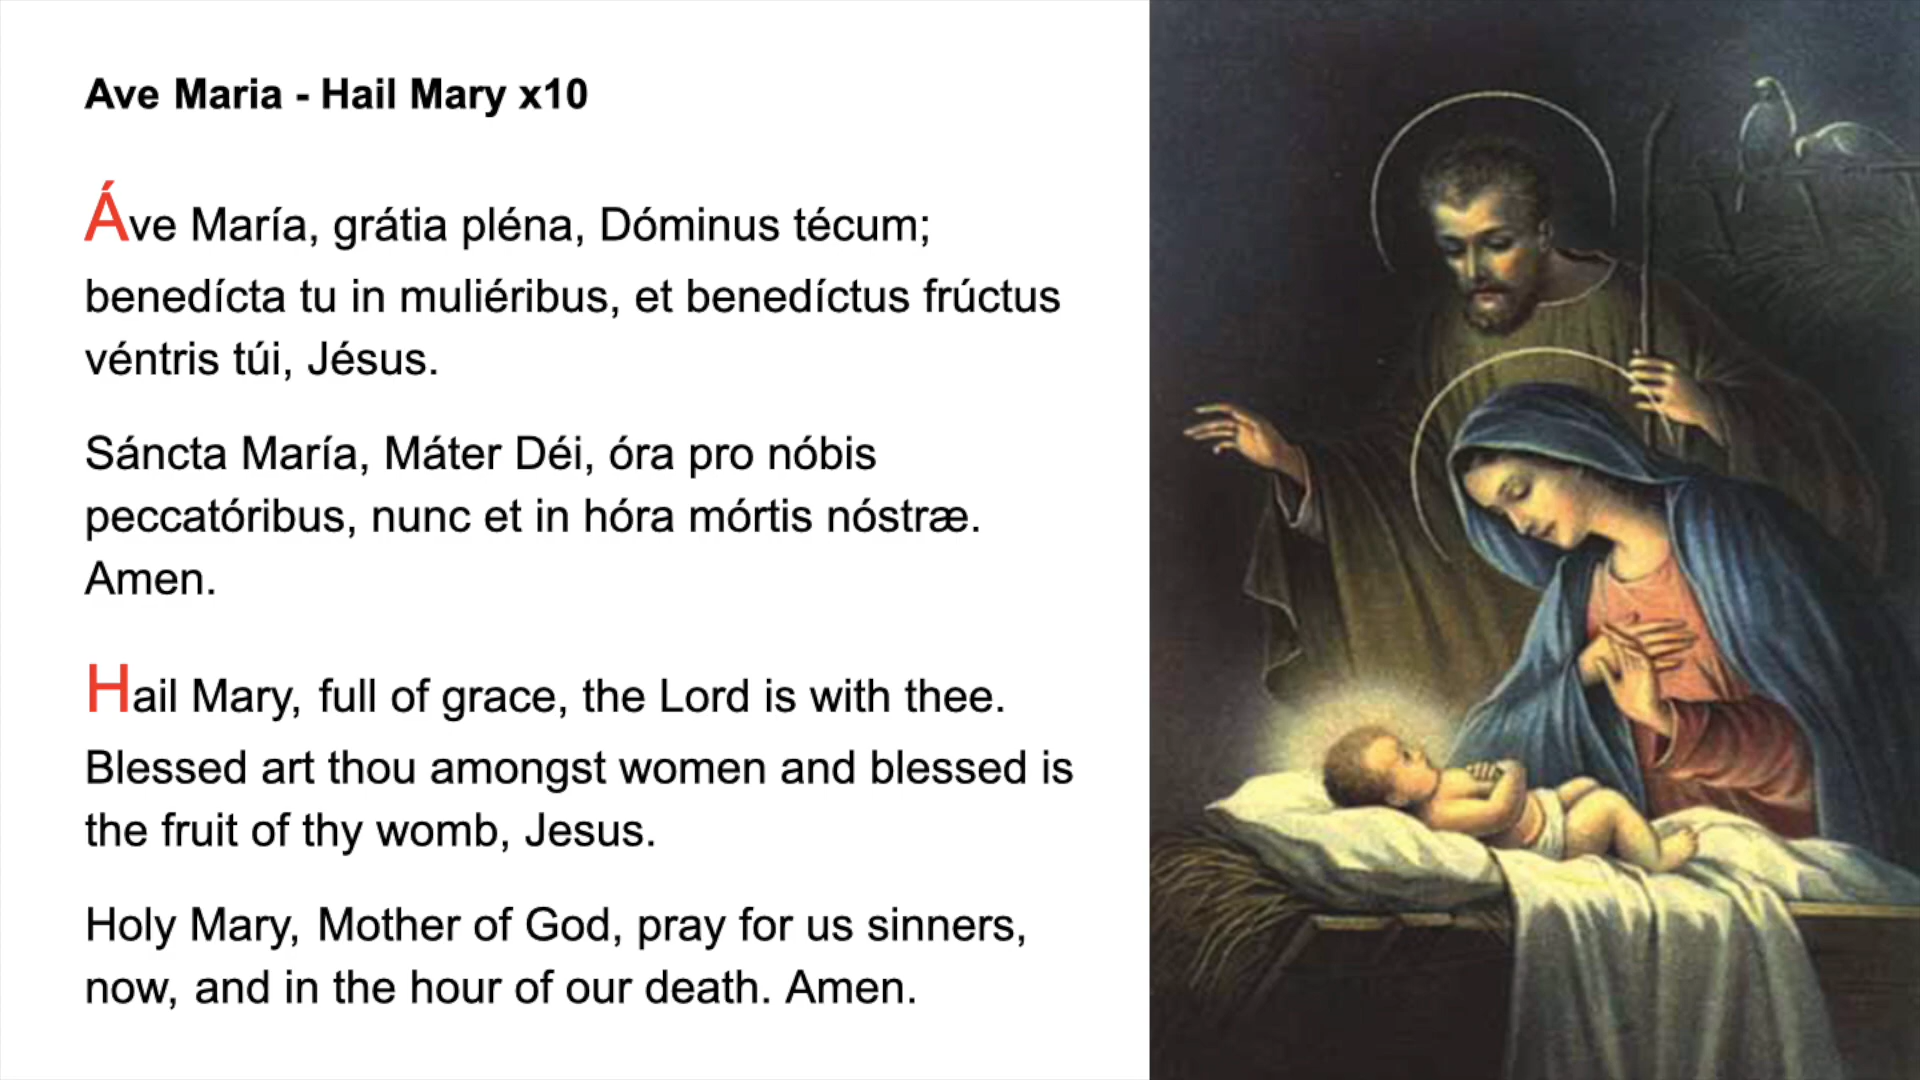 Ave Maria - Hail Mary x10
Áve María, grátia pléna, Dóminus técum;
benedícta tu in muliéribus, et benedíctus frúctus
véntris túi, Jésus.
Sáncta María, Máter Déi, óra pro nóbis
peccatóribus, nunc et in hóra mórtis nóstræ.
Amen.
Hail Mary, full of grace, the Lord is with thee.
Blessed art thou amongst women and blessed is
the fruit of thy womb, Jesus.
Holy Mary, Mother of God, pray for us sinners,
now, and in the hour of our death. Amen.